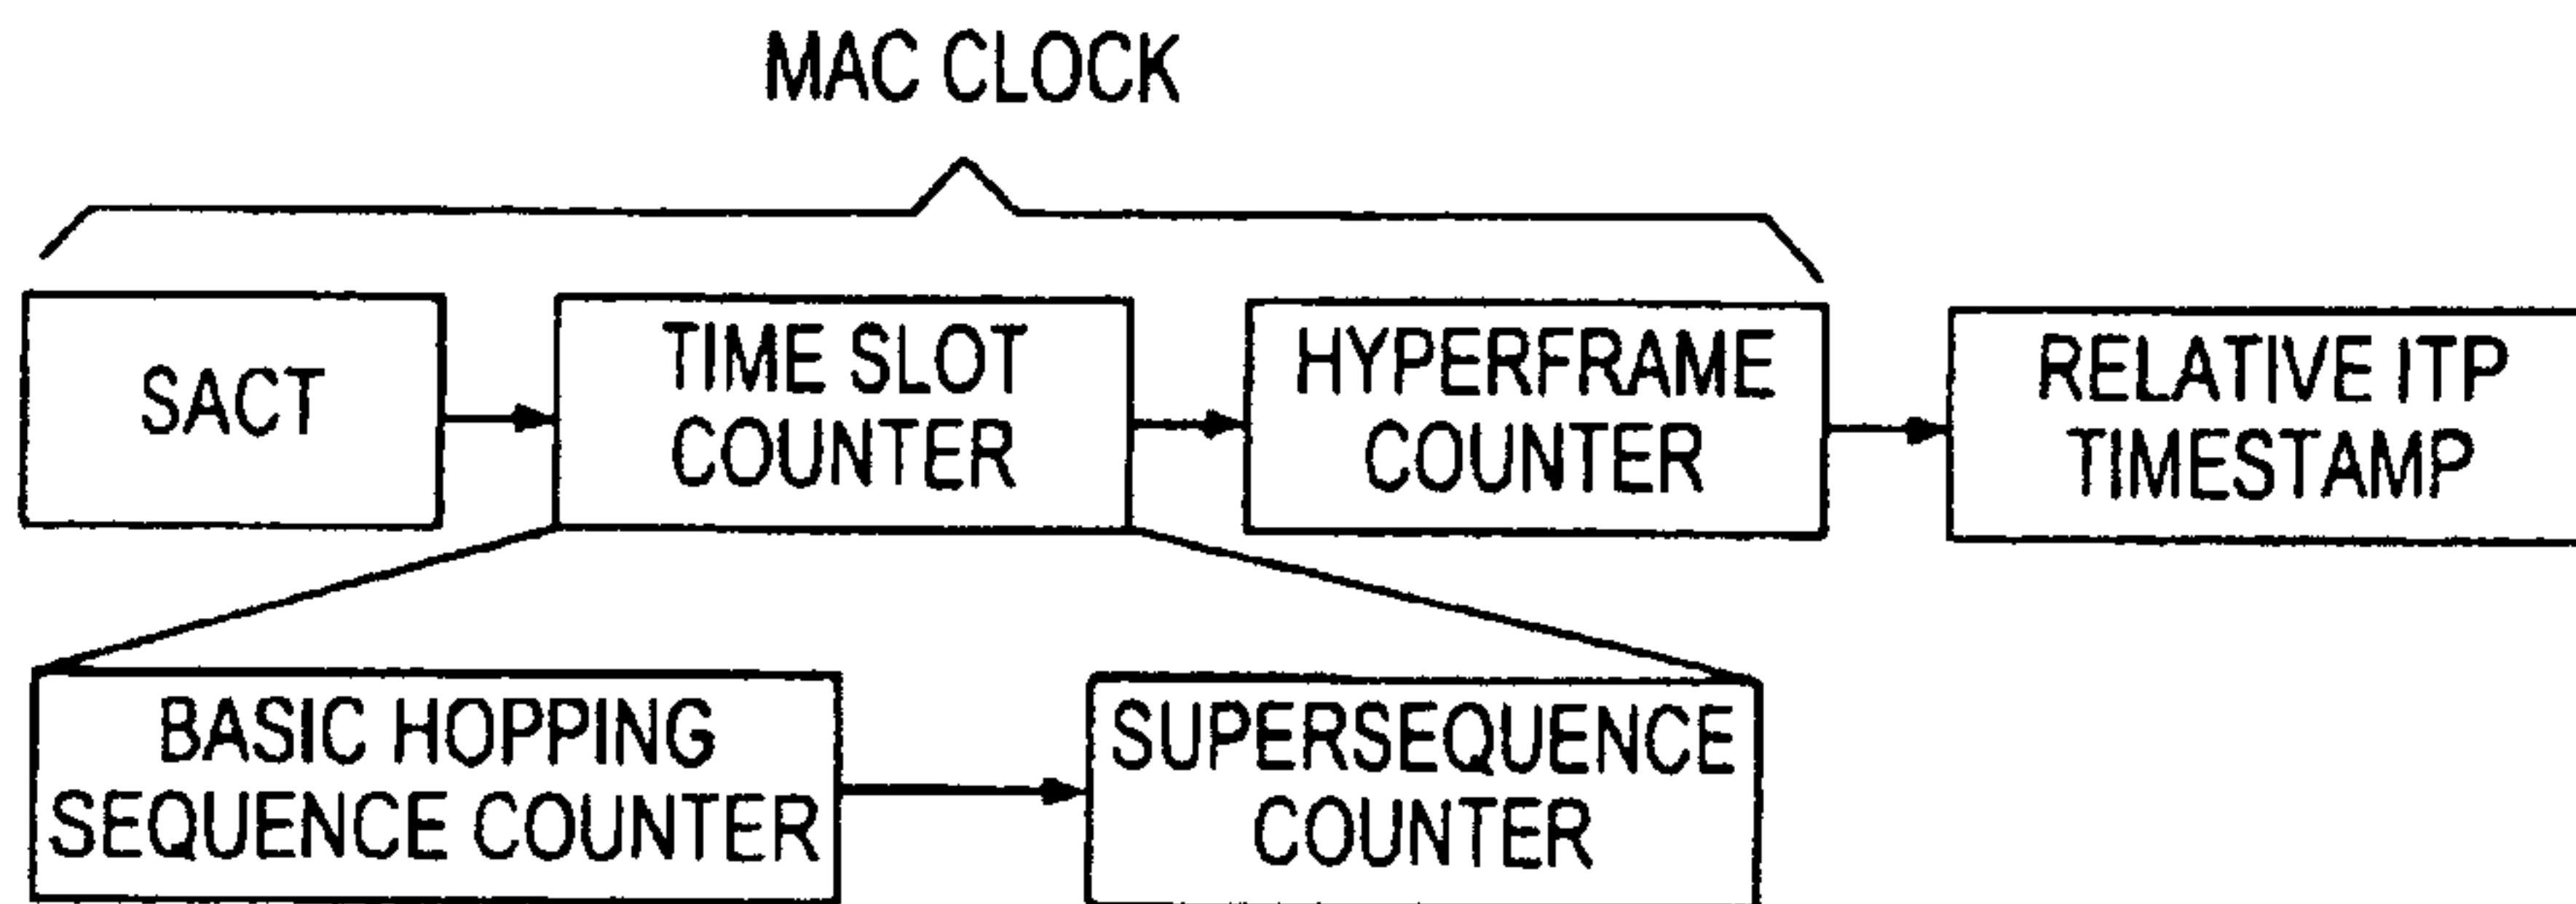 MAC CLOCK
SACT
TIME SLOT
COUNTER
HYPERFRAME
COUNTER
RELATIVE ITP
TIMESTAMP
BASIC HOPPING
SEQUENCE COUNTER
SUPERSEQUENCE
COUNTER